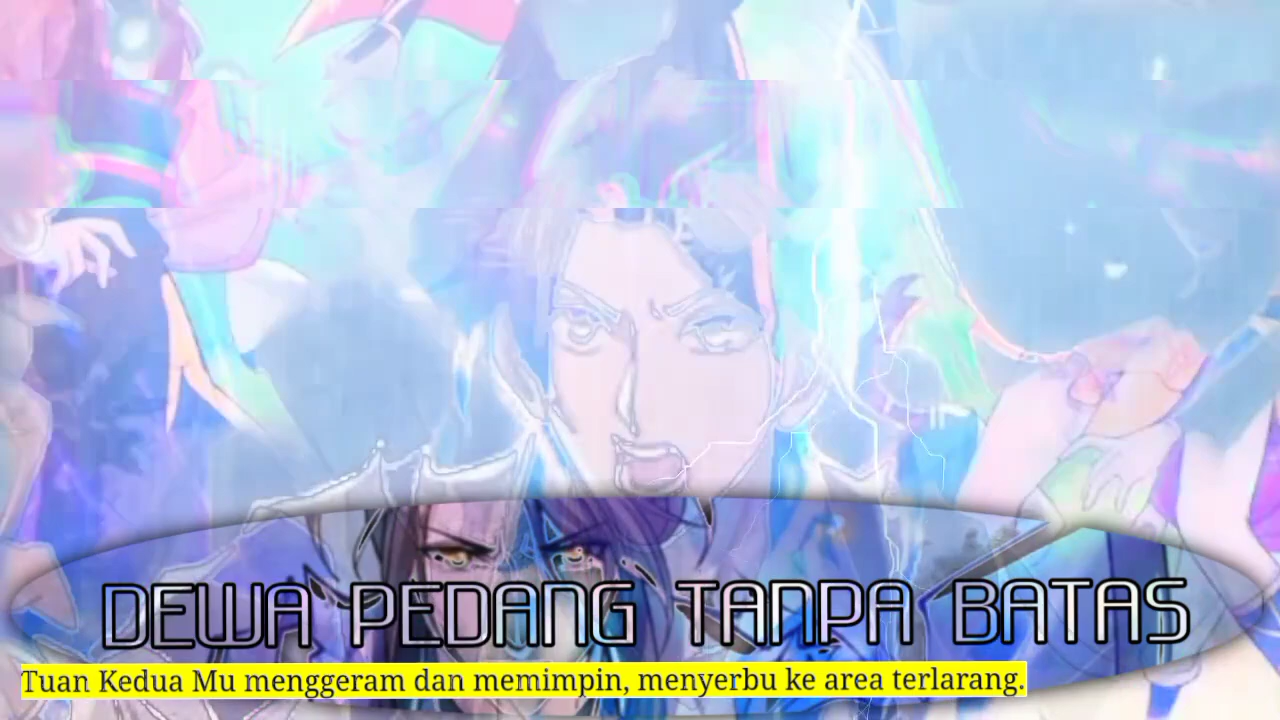 DEWA PEDANG TANPA BATAS
Tuan Kedua Mu menggeram dan memimpin, menyerbu ke area terlarang.